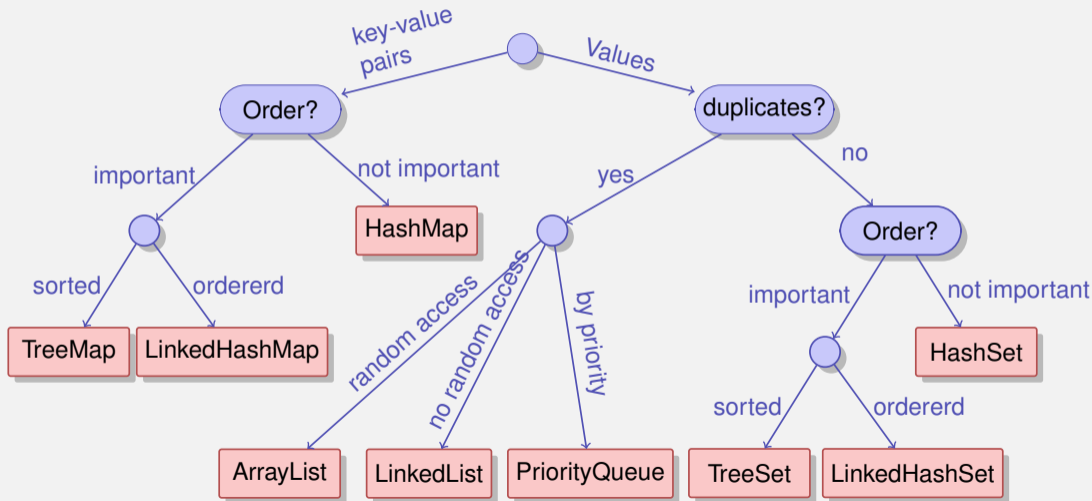 key-value
pairs
Values
Order?
duplicates?
important
not important
yes
no
HashMap
Order?
sorted
ordererd
random access
no random access
by priority
important
not important
TreeMap
LinkedHashMap
HashSet
sorted
ordererd
ArrayList
LinkedList
PriorityQueue
TreeSet
LinkedHashSet